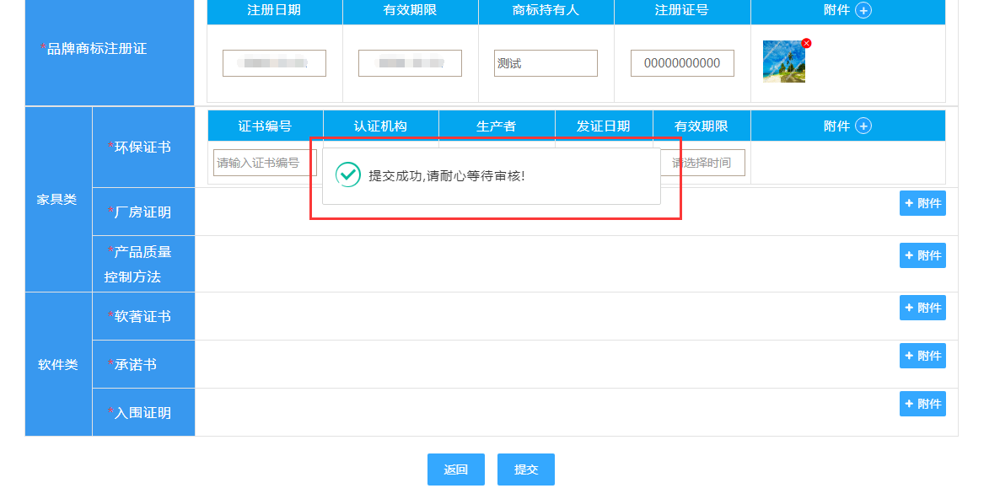 注册日期 有效期限 商标持有人 注册证号 附件
*品牌商标注册证
测试 00000000000
证书编号 认证机构 生产者 发证日期 有效期限 附件
*环保证书
请输入证书编号 请选择时间
提交成功,请耐心等待审核!
家具类
*厂房证明
+ 附件
*产品质量
控制方法
+ 附件
软件类
*软著证书
+ 附件
*承诺书
+ 附件
*入围证明
+ 附件
返回 提交